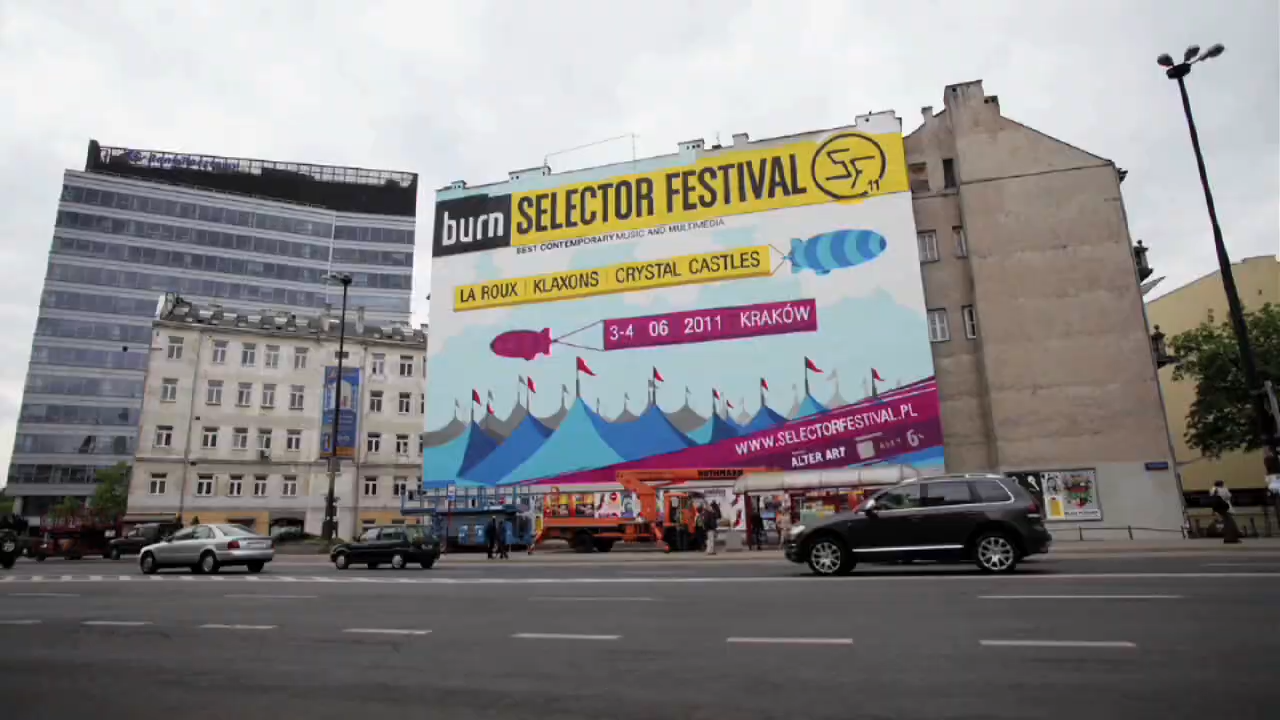 burn SELECTOR FESTIVAL SF 11
BEST CONTEMPORARY MUSIC AND MULTIMEDIA
LA ROUX | KLAXONS | CRYSTAL CASTLES
3-4 06 2011 KRAKÓW
WWW.SELECTORFESTIVAL.PL
ALTER ART
RUTHMANN